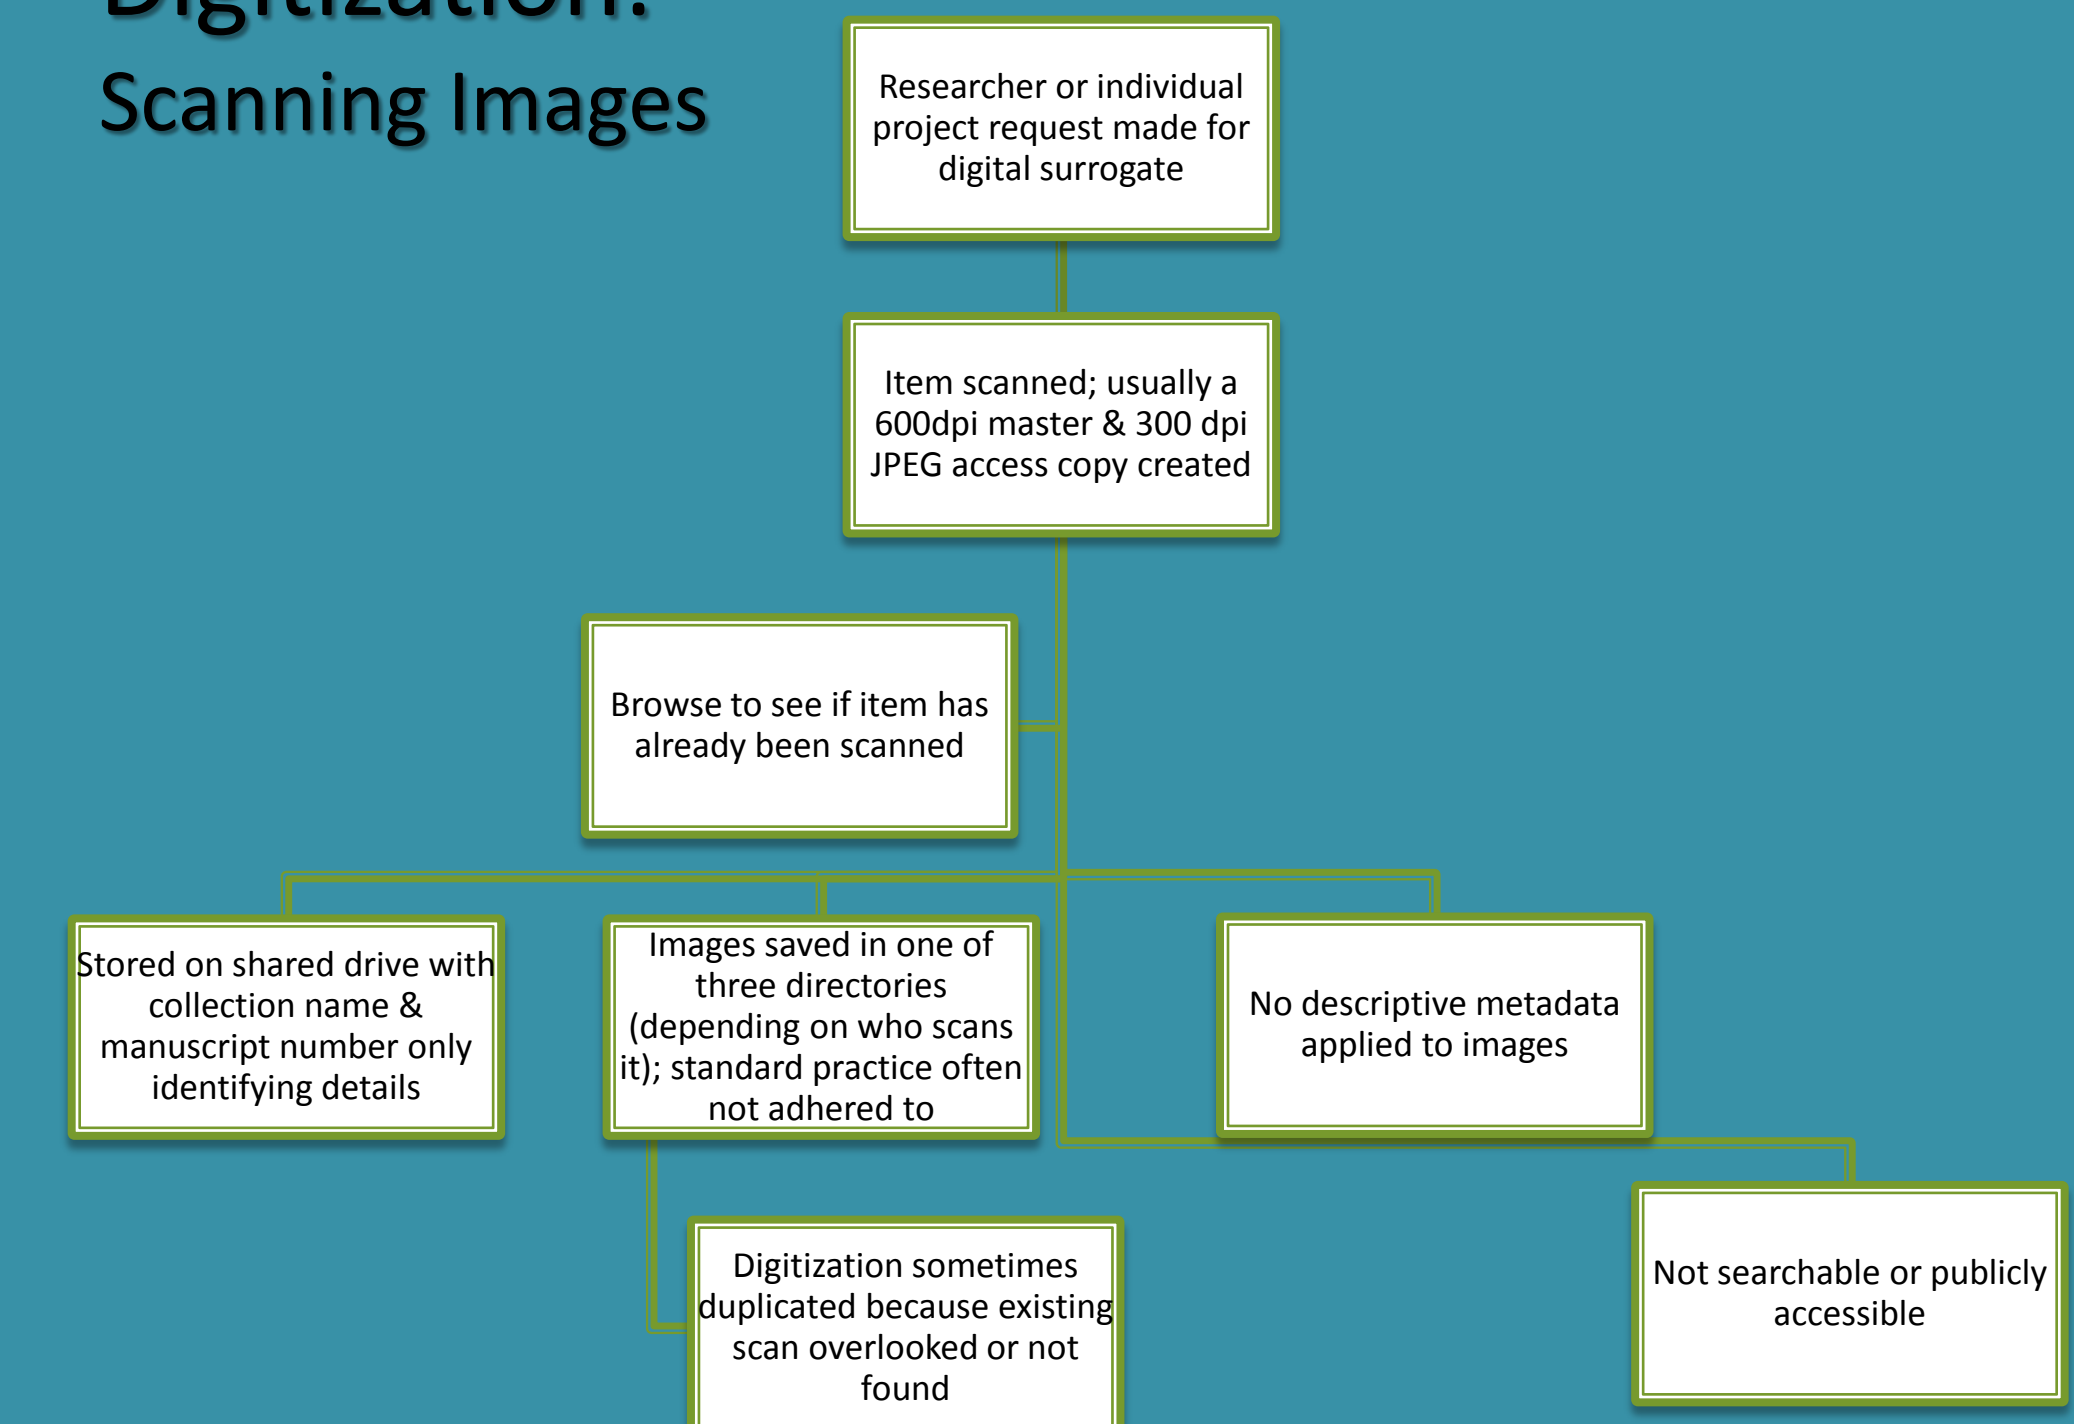 Digitization:
Scanning Images
Researcher or individual
project request made for
digital surrogate
Item scanned; usually a
600dpi master & 300 dpi
JPEG access copy created
Browse to see if item has
already been scanned
Stored on shared drive with
collection name &
manuscript number only
identifying details
Images saved in one of
three directories
(depending on who scans
it); standard practice often
not adhered to
No descriptive metadata
applied to images
Digitization sometimes
duplicated because existing
scan overlooked or not
found
Not searchable or publicly
accessible